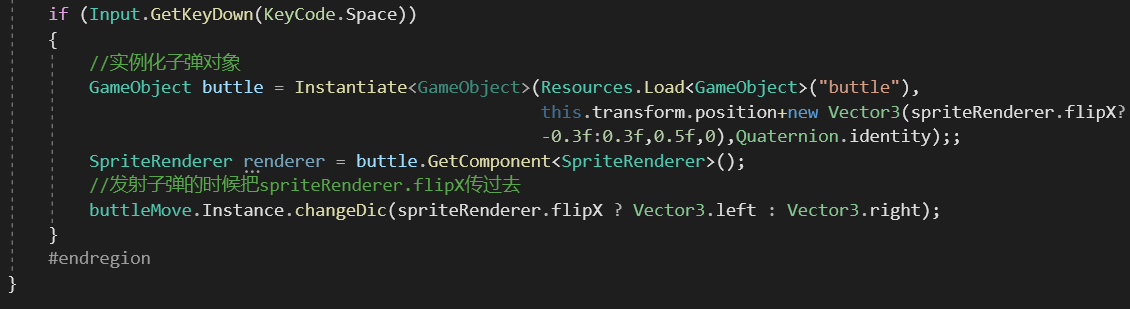 if (Input.GetKeyDown(KeyCode.Space))
{
//实例化子弹对象
GameObject buttle = Instantiate<GameObject>(Resources.Load<GameObject>("buttle"),
this.transform.position+new Vector3(spriteRenderer.flipX?
-0.3f:0.3f,0.5f,0),Quaternion.identity);;
SpriteRenderer renderer = buttle.GetComponent<SpriteRenderer>();
//发射子弹的时候把spriteRenderer.flipX传过去
buttleMove.Instance.changeDic(spriteRenderer.flipX ? Vector3.left : Vector3.right);
}
#endregion
}